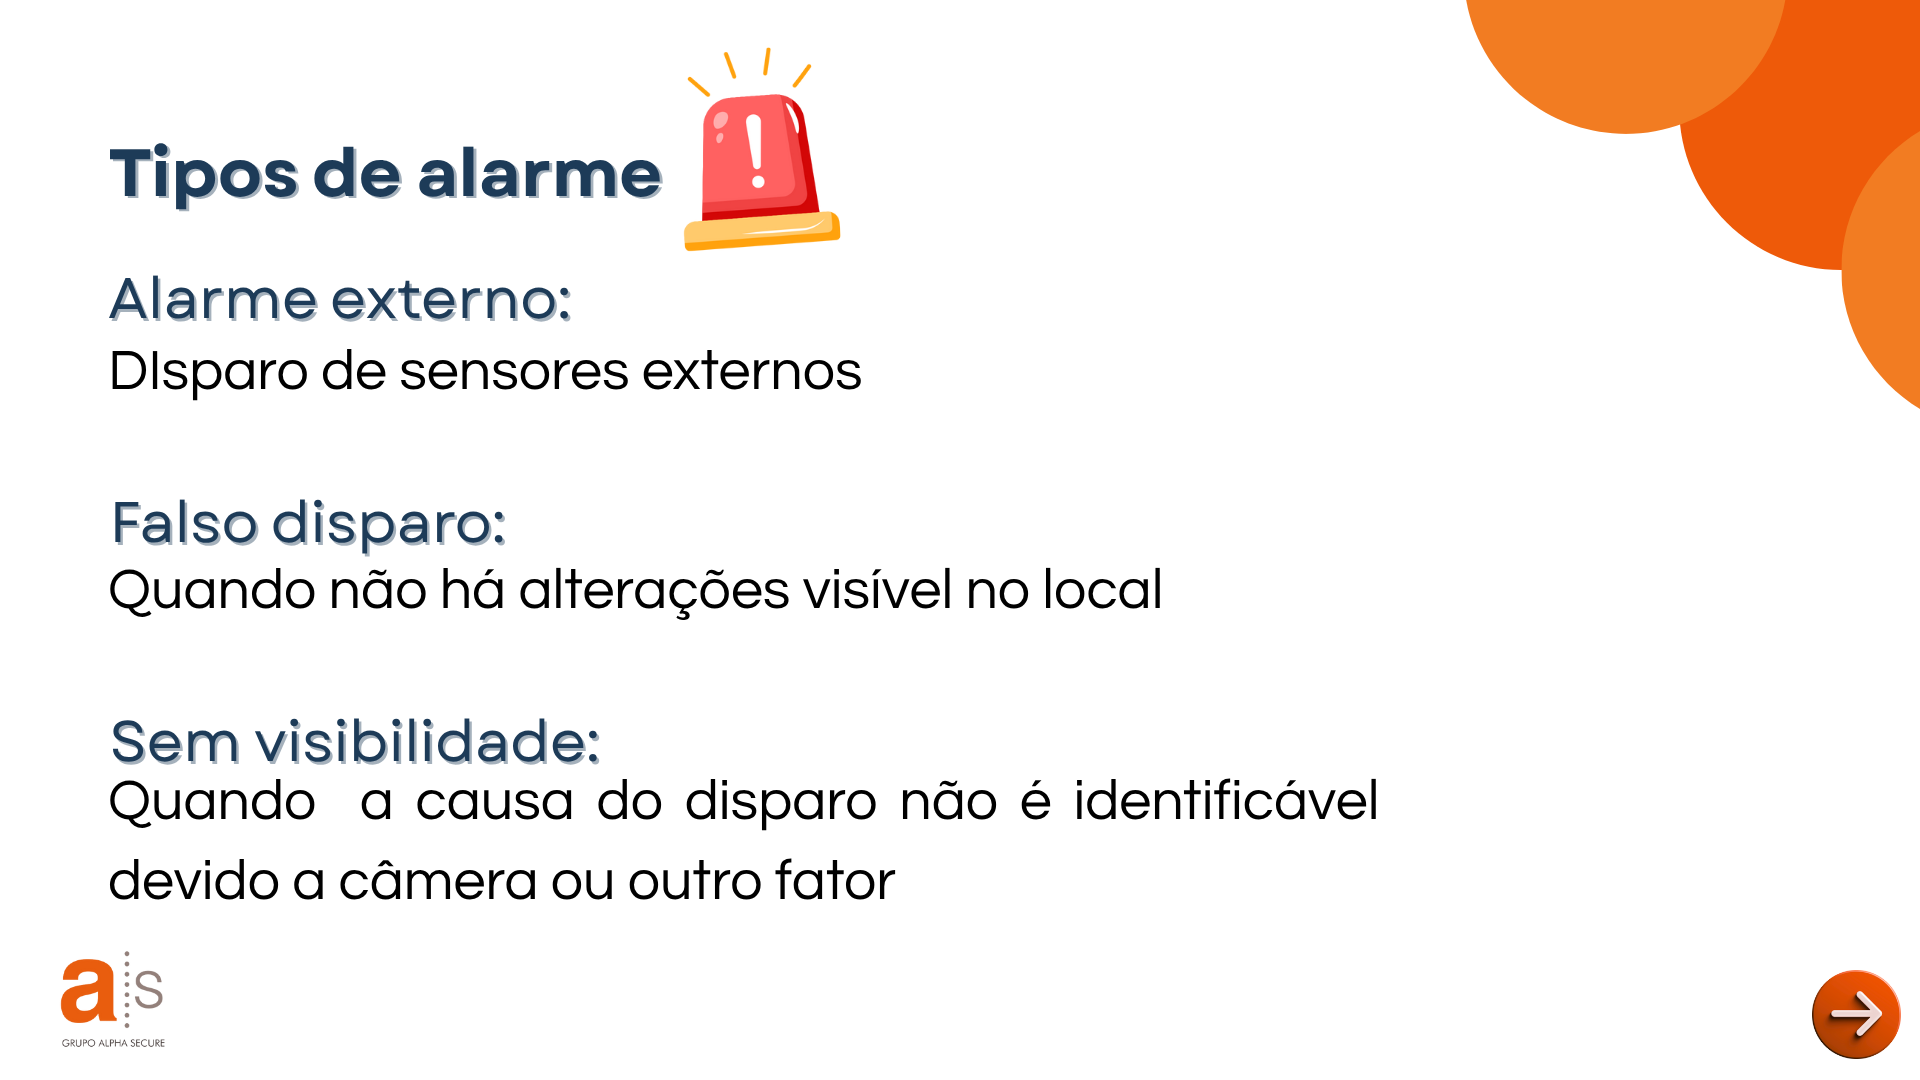 Tipos de alarme
Alarme externo:
DIsparo de sensores externos
Falso disparo:
Quando não há alterações visível no local
Sem visibilidade:
Quando a causa do disparo não é identificável
devido a câmera ou outro fator
a s
GRUPO ALPHA SECURE